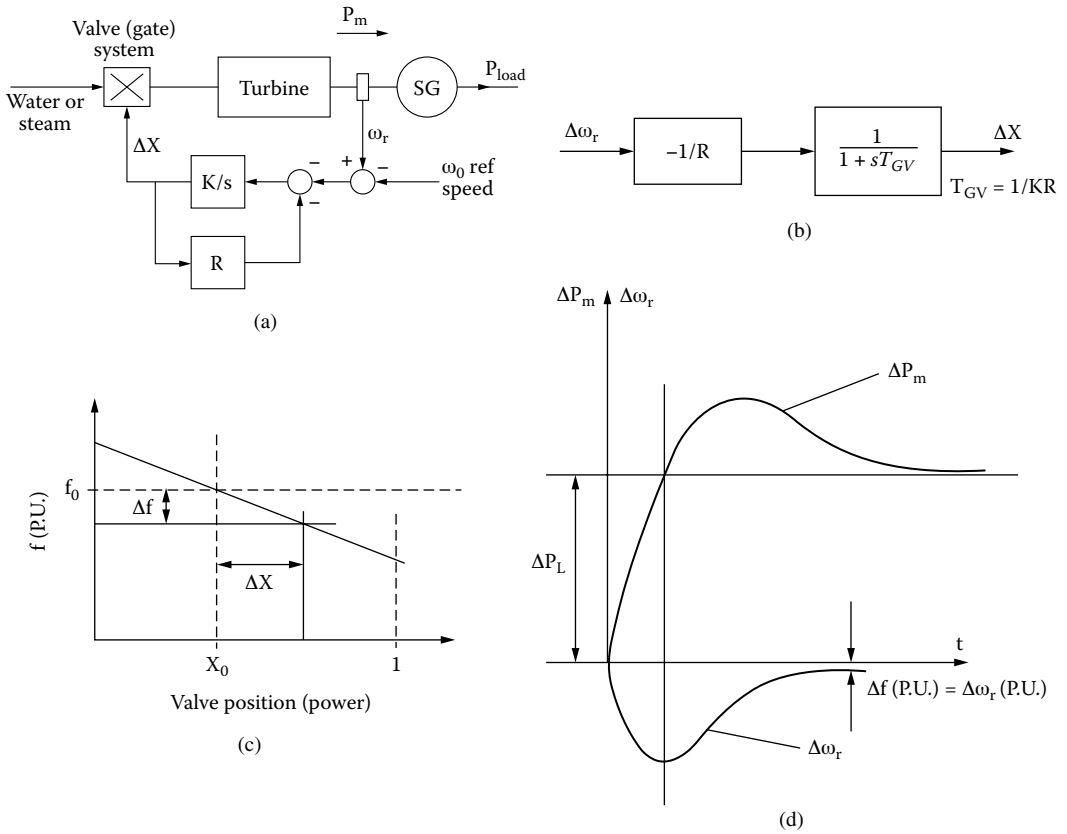 Valve (gate)
system
P_m
Turbine
SG
P_load
Water or
steam
ΔX
ω_r
–
+
–
K/s
ω_0 ref
speed
–
R
(a)
Δω_r
–1/R
1
1 + sT_GV
ΔX
T_GV = 1/KR
(b)
f (P.U.)
f_0
Δf
ΔX
X_0
1
Valve position (power)
(c)
ΔP_m
Δω_r
ΔP_m
ΔP_L
t
Δf (P.U.) = Δω_r (P.U.)
Δω_r
(d)